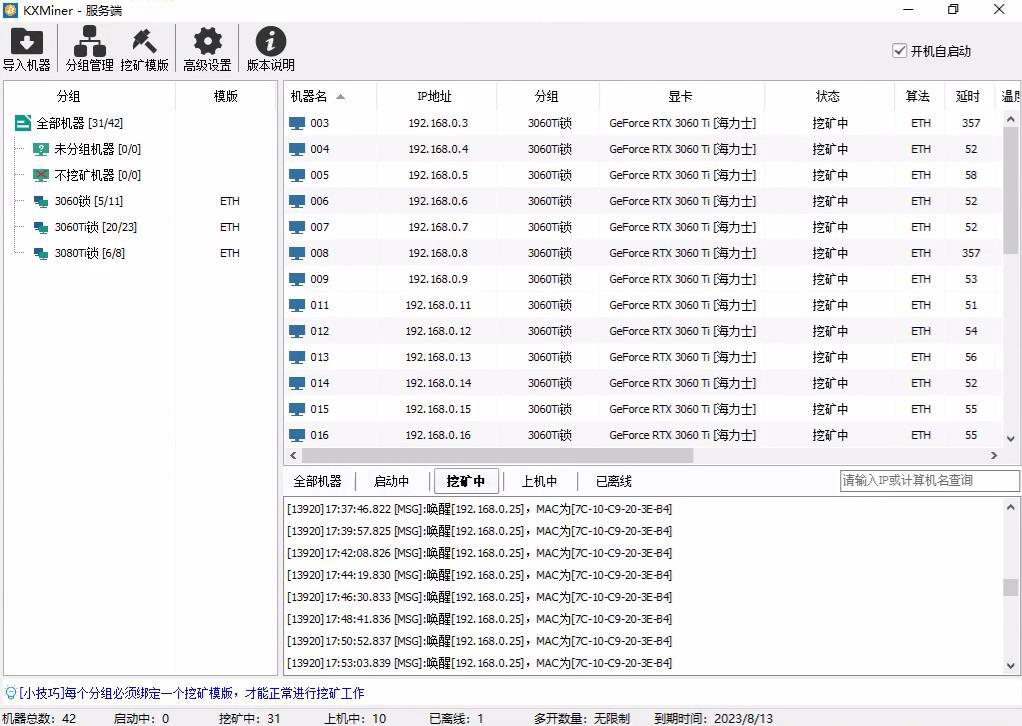 KXMiner - 服务端
导入机器 分组管理 挖矿模版 高级设置 版本说明 开机自启动
分组 模版
全部机器 [31/42]
未分组机器 [0/0]
不挖矿机器 [0/0]
3060锁 [5/11] ETH
3060Ti锁 [20/23] ETH
3080Ti锁 [6/8] ETH
机器名 IP地址 分组 显卡 状态 算法 延时 温度
003 192.168.0.3 3060Ti锁 GeForce RTX 3060 Ti [海力士] 挖矿中 ETH 357
004 192.168.0.4 3060Ti锁 GeForce RTX 3060 Ti [海力士] 挖矿中 ETH 52
005 192.168.0.5 3060Ti锁 GeForce RTX 3060 Ti [海力士] 挖矿中 ETH 58
006 192.168.0.6 3060Ti锁 GeForce RTX 3060 Ti [海力士] 挖矿中 ETH 52
007 192.168.0.7 3060Ti锁 GeForce RTX 3060 Ti [海力士] 挖矿中 ETH 52
008 192.168.0.8 3060Ti锁 GeForce RTX 3060 Ti [海力士] 挖矿中 ETH 357
009 192.168.0.9 3060Ti锁 GeForce RTX 3060 Ti [海力士] 挖矿中 ETH 53
011 192.168.0.11 3060Ti锁 GeForce RTX 3060 Ti [海力士] 挖矿中 ETH 51
012 192.168.0.12 3060Ti锁 GeForce RTX 3060 Ti [海力士] 挖矿中 ETH 54
013 192.168.0.13 3060Ti锁 GeForce RTX 3060 Ti [海力士] 挖矿中 ETH 56
014 192.168.0.14 3060Ti锁 GeForce RTX 3060 Ti [海力士] 挖矿中 ETH 52
015 192.168.0.15 3060Ti锁 GeForce RTX 3060 Ti [海力士] 挖矿中 ETH 55
016 192.168.0.16 3060Ti锁 GeForce RTX 3060 Ti [海力士] 挖矿中 ETH 55
全部机器 启动中 挖矿中 上机中 已离线 请输入IP或计算机名查询
[13920]17:37:46.822 [MSG]:唤醒[192.168.0.25]，MAC为[7C-10-C9-20-3E-B4]
[13920]17:39:57.825 [MSG]:唤醒[192.168.0.25]，MAC为[7C-10-C9-20-3E-B4]
[13920]17:42:08.826 [MSG]:唤醒[192.168.0.25]，MAC为[7C-10-C9-20-3E-B4]
[13920]17:44:19.830 [MSG]:唤醒[192.168.0.25]，MAC为[7C-10-C9-20-3E-B4]
[13920]17:46:30.833 [MSG]:唤醒[192.168.0.25]，MAC为[7C-10-C9-20-3E-B4]
[13920]17:48:41.836 [MSG]:唤醒[192.168.0.25]，MAC为[7C-10-C9-20-3E-B4]
[13920]17:50:52.837 [MSG]:唤醒[192.168.0.25]，MAC为[7C-10-C9-20-3E-B4]
[13920]17:53:03.839 [MSG]:唤醒[192.168.0.25]，MAC为[7C-10-C9-20-3E-B4]
[小技巧]每个分组必须绑定一个挖矿模版，才能正常进行挖矿工作
机器总数：42 启动中：0 挖矿中：31 上机中：10 已离线：1 多开数量：无限制 到期时间：2023/8/13